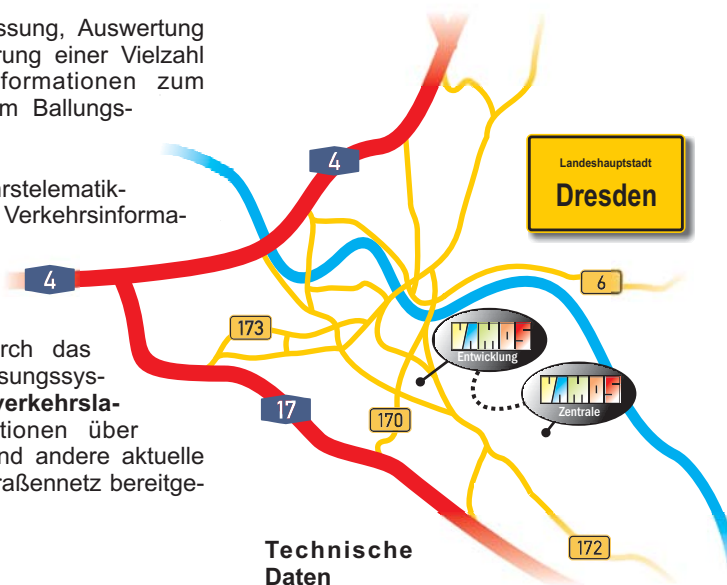 ssung, Auswertung
rung einer Vielzahl
nformationen zum
m Ballungs-
rstelematik-
Verkehrsinforma-
rch das
sungssys-
verkehrsla-
tionen über
nd andere aktuelle
raßennetz bereitge-
Landeshauptstadt
Dresden
4
4
6
173
17
170
172
VAMOS
Entwicklung
VAMOS
Zentrale
Technische
Daten